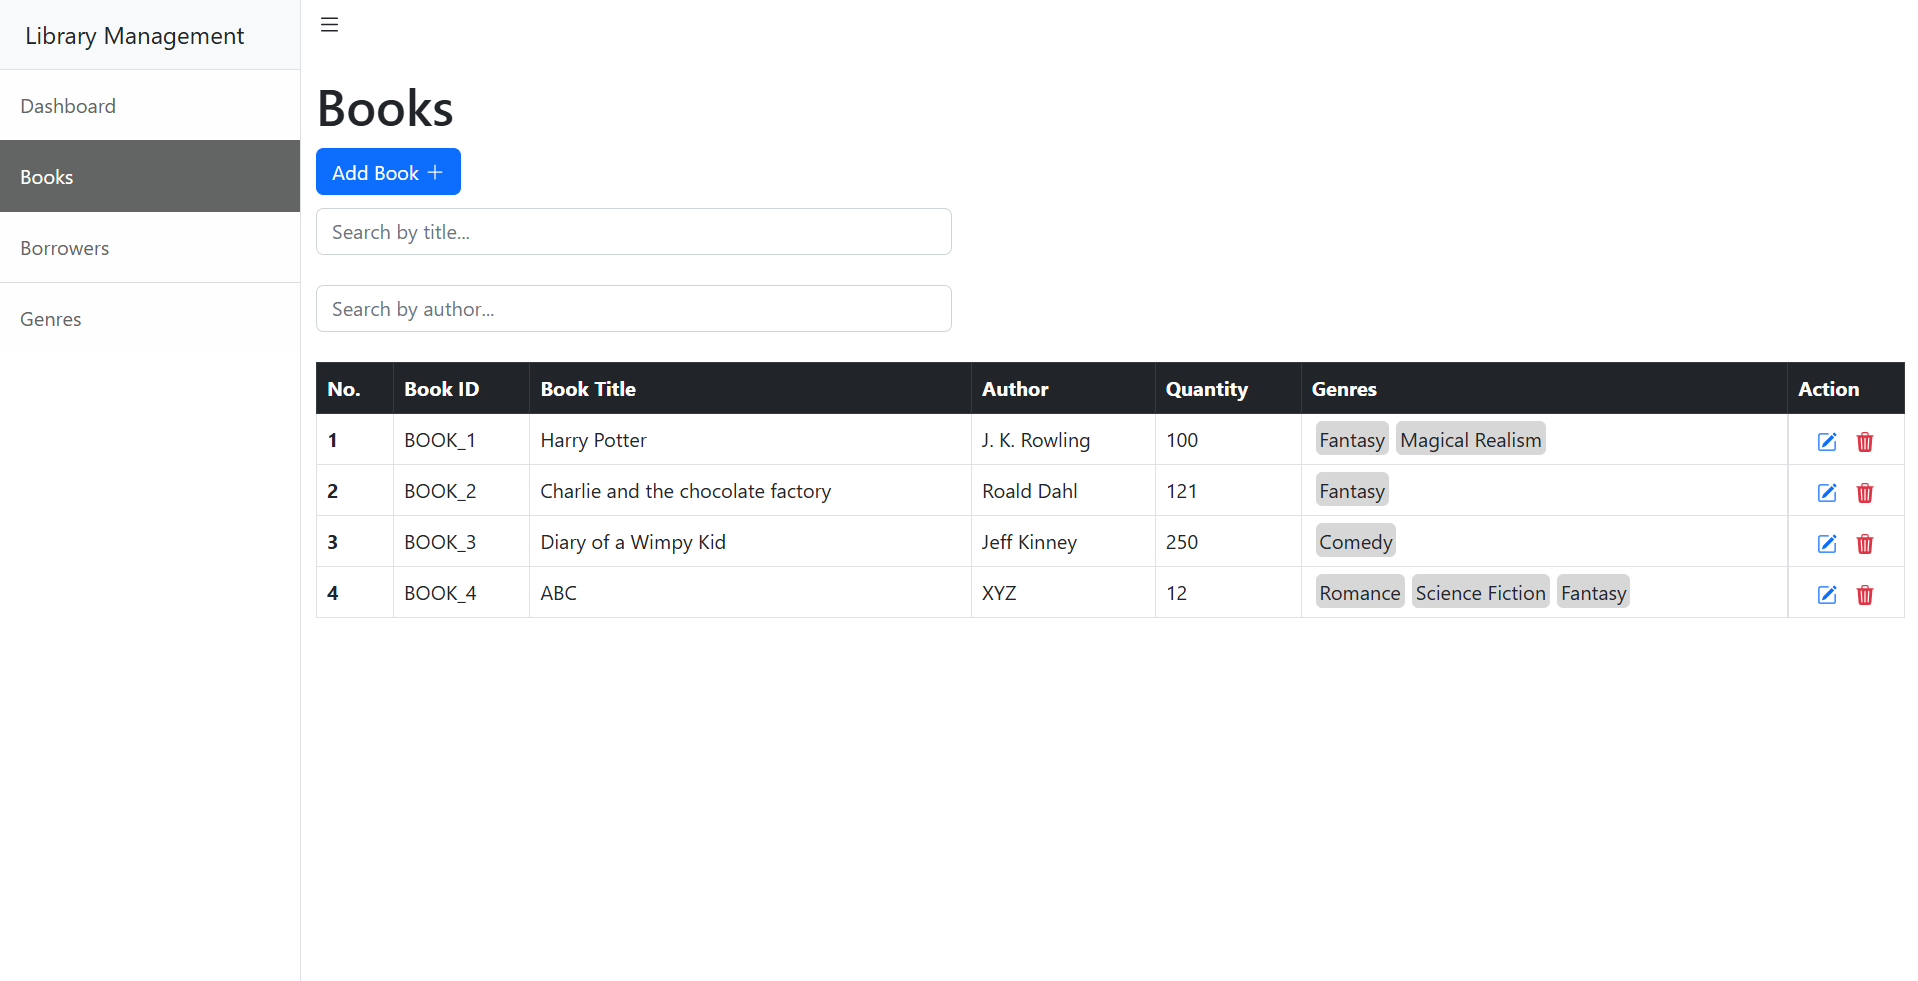 Library Management
Dashboard
Books
Borrowers
Genres
Books
Add Book +
Search by title...
Search by author...
No. Book ID Book Title Author Quantity Genres Action
1 BOOK_1 Harry Potter J. K. Rowling 100 Fantasy Magical Realism
2 BOOK_2 Charlie and the chocolate factory Roald Dahl 121 Fantasy
3 BOOK_3 Diary of a Wimpy Kid Jeff Kinney 250 Comedy
4 BOOK_4 ABC XYZ 12 Romance Science Fiction Fantasy